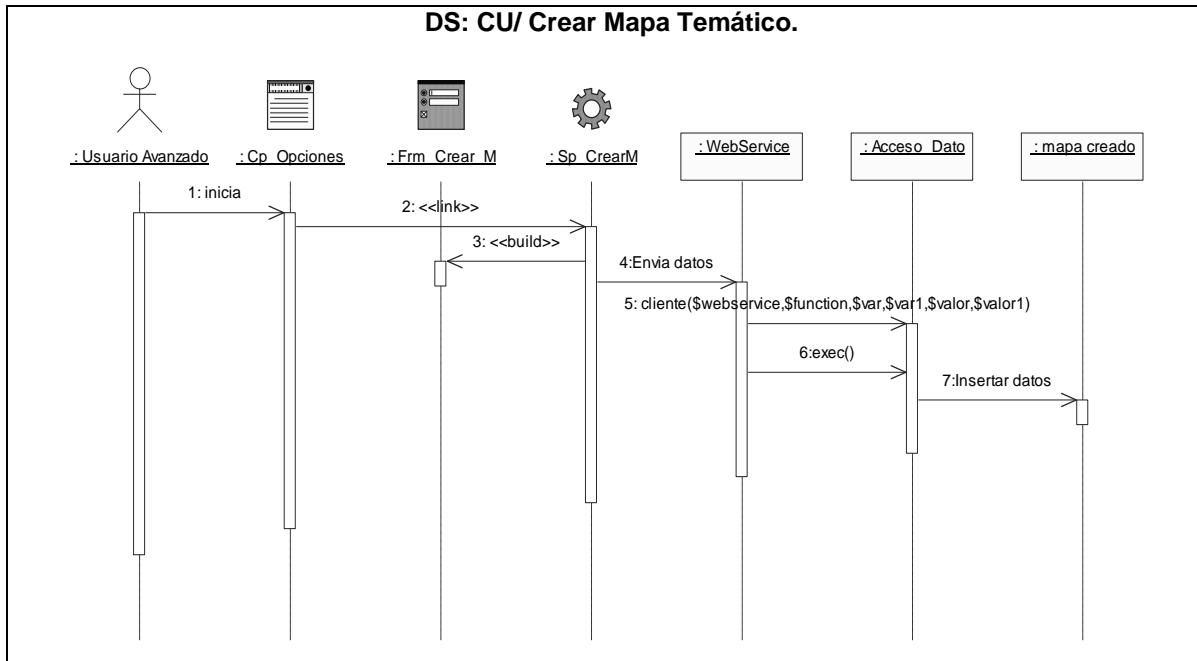 DS: CU/ Crear Mapa Temático.
: Usuario Avanzado
: Cp_Opciones
: Frm_Crear_M
: Sp_CrearM
: WebService
: Acceso_Dato
: mapa creado
1: inicia
2: <<link>>
3: <<build>>
4:Envia datos
5: cliente($webservice,$function,$var,$var1,$valor,$valor1)
6:exec()
7:Insertar datos